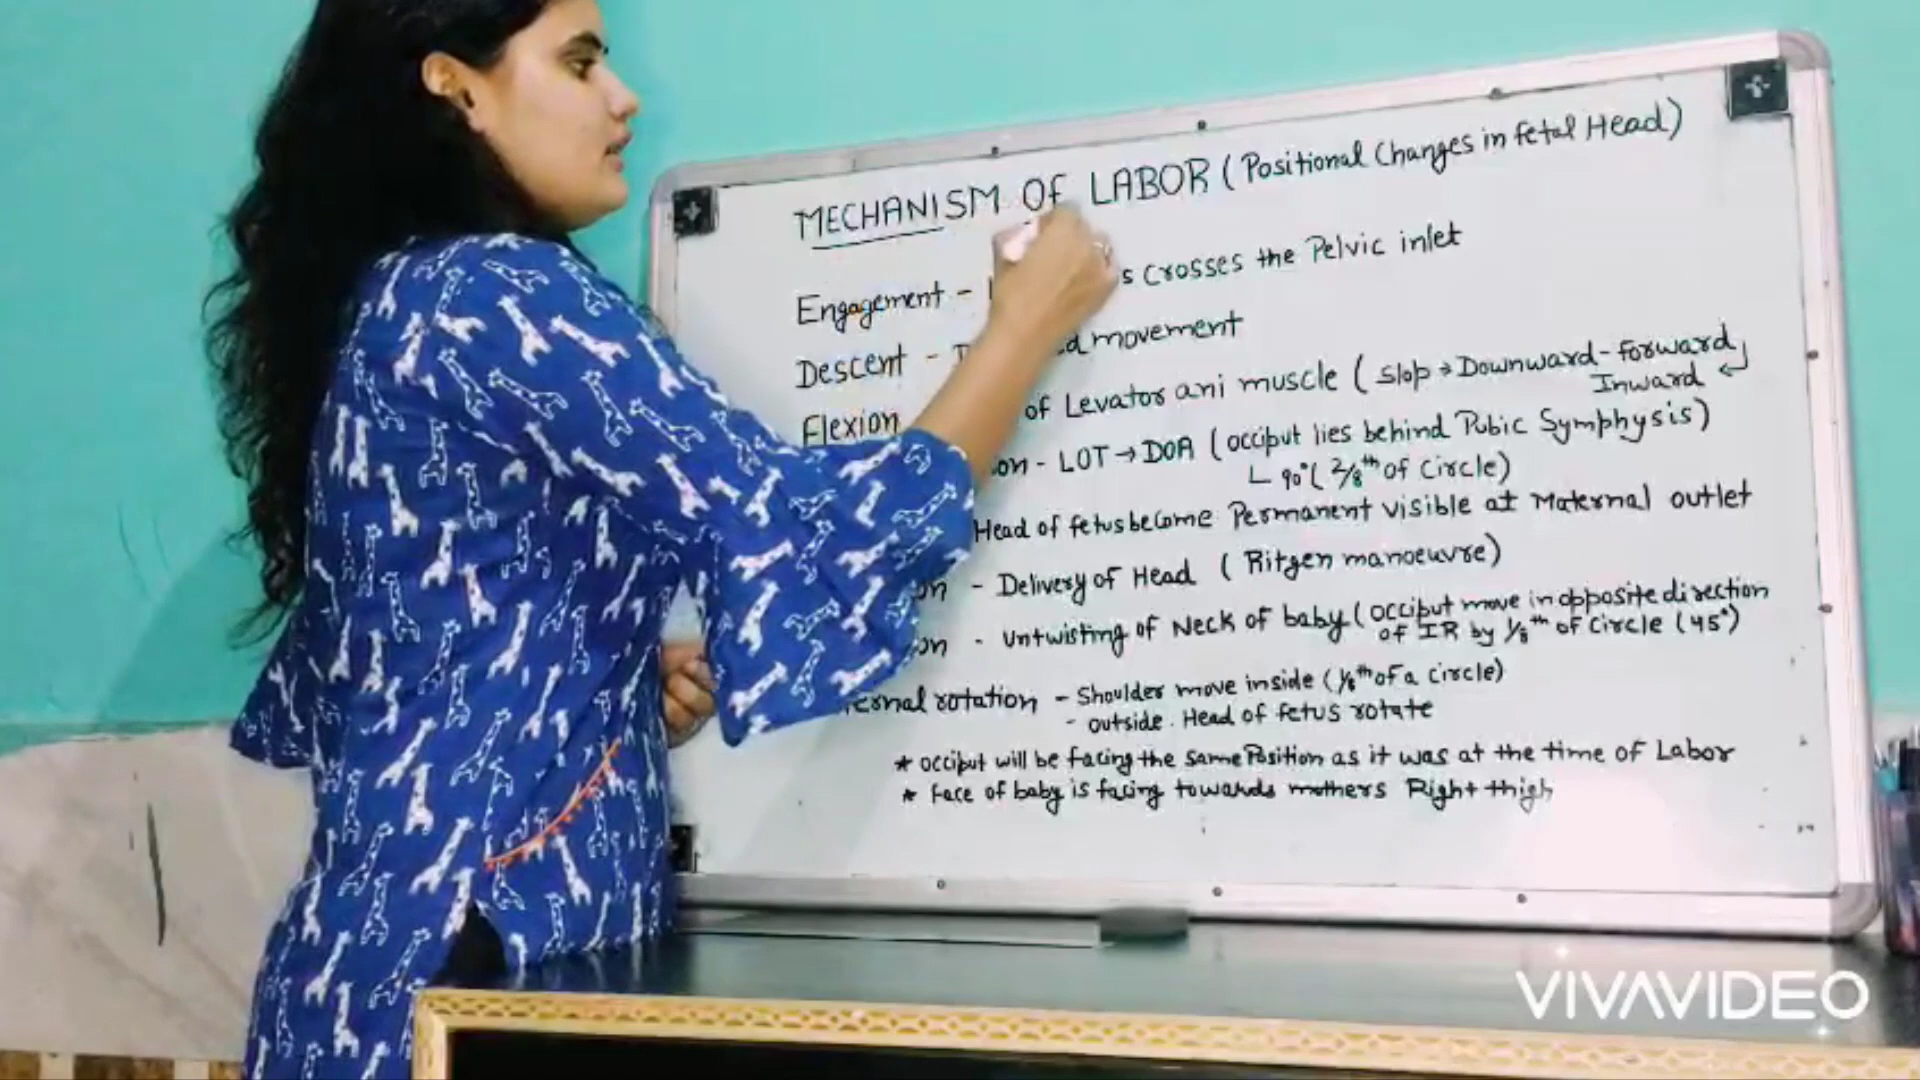 MECHANISM OF LABOR (Positional Changes in fetal Head)
Engagement - s Crosses the Pelvic inlet
Descent - movement
Flexion of Levator ani muscle ( Slop → Downward-forward
Inward ↵
on - LOT → DOA (occiput lies behind Pubic Symphysis)
∟ 90° ( 2/8th of Circle)
Head of fetus become Permanent visible at Maternal outlet
on - Delivery of Head ( Ritgen manoeuvre)
on - Untwisting of Neck of baby (occiput move in opposite direction
of IR by 1/8th of Circle (45°)
ernal rotation - Shoulder move inside (1/8th of a circle)
- outside. Head of fetus rotate
* occiput will be facing the same Position as it was at the time of Labor
* face of baby is facing towards mothers Right thigh
VIVAVIDEO